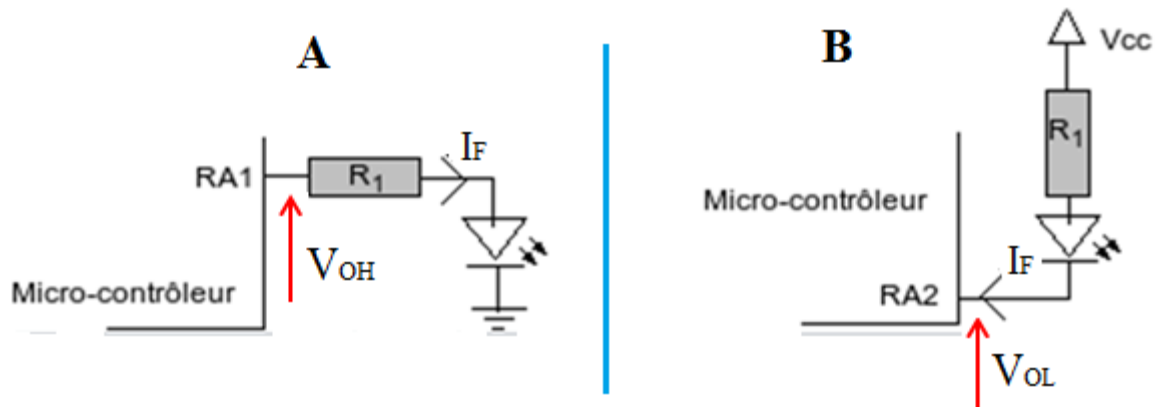 A
RA1
R1
IF
VOH
Micro-contrôleur
B
Vcc
R1
Micro-contrôleur
IF
RA2
VOL